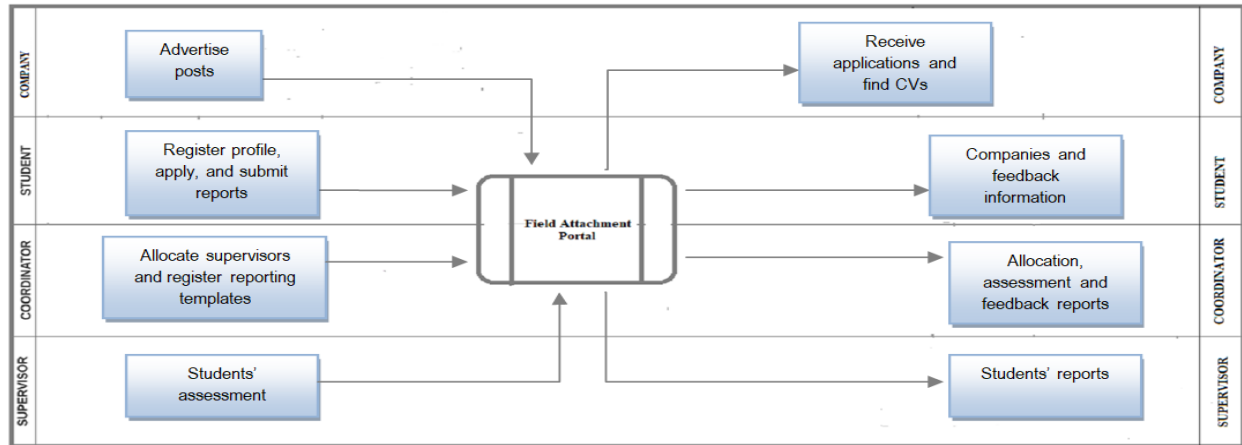 COMPANY
Advertise
posts
Receive
applications and
find CVs
COMPANY
STUDENT
Register profile,
apply, and submit
reports
Companies and
feedback
information
STUDENT
Field Attachment
Portal
COORDINATOR
Allocate supervisors
and register reporting
templates
Allocation,
assessment and
feedback reports
COORDINATOR
SUPERVISOR
Students'
assessment
Students' reports
SUPERVISOR